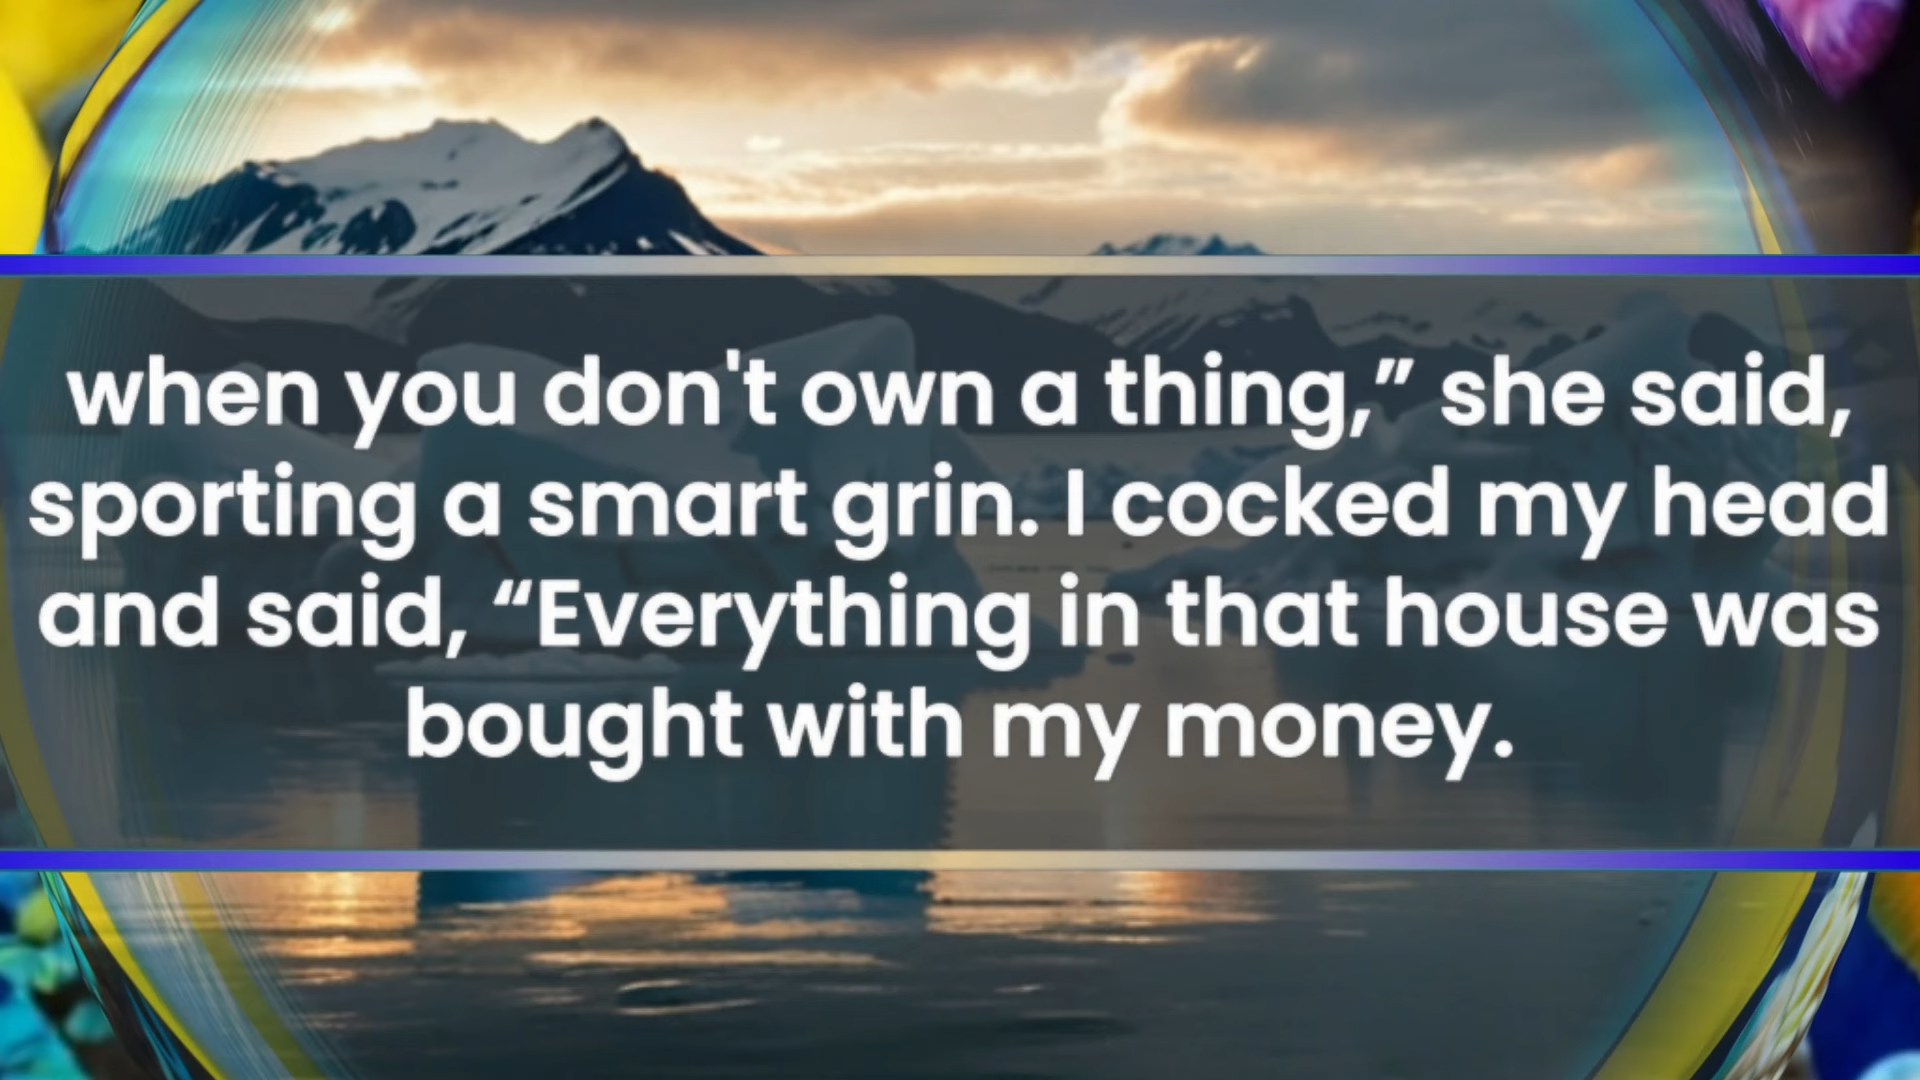 when you don't own a thing,” she said,
sporting a smart grin. I cocked my head
and said, “Everything in that house was
bought with my money.